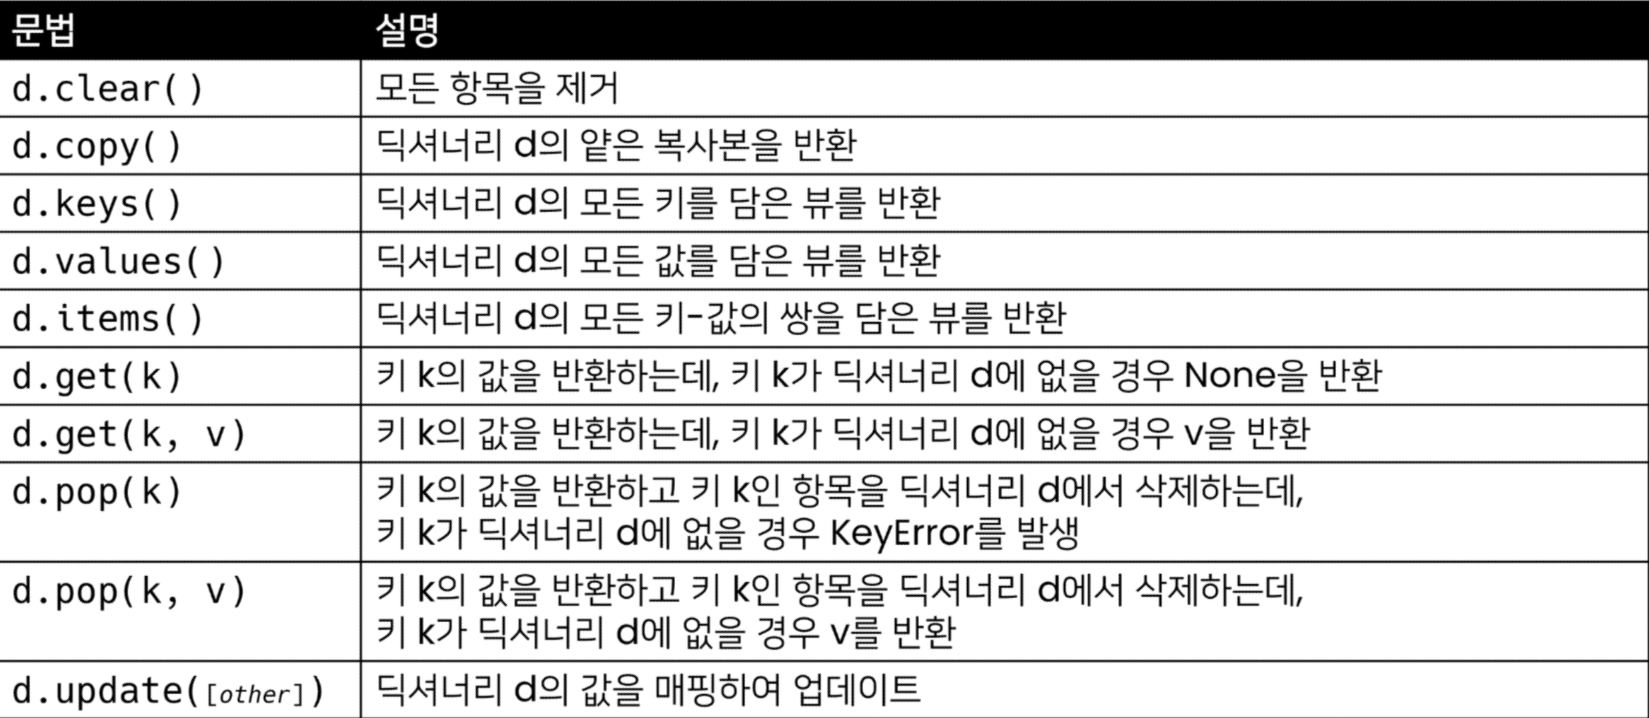 문법 설명
d.clear() 모든 항목을 제거
d.copy() 딕셔너리 d의 얕은 복사본을 반환
d.keys() 딕셔너리 d의 모든 키를 담은 뷰를 반환
d.values() 딕셔너리 d의 모든 값를 담은 뷰를 반환
d.items() 딕셔너리 d의 모든 키-값의 쌍을 담은 뷰를 반환
d.get(k) 키 k의 값을 반환하는데, 키 k가 딕셔너리 d에 없을 경우 None을 반환
d.get(k, v) 키 k의 값을 반환하는데, 키 k가 딕셔너리 d에 없을 경우 v을 반환
d.pop(k) 키 k의 값을 반환하고 키 k인 항목을 딕셔너리 d에서 삭제하는데,
키 k가 딕셔너리 d에 없을 경우 KeyError를 발생
d.pop(k, v) 키 k의 값을 반환하고 키 k인 항목을 딕셔너리 d에서 삭제하는데,
키 k가 딕셔너리 d에 없을 경우 v를 반환
d.update([other]) 딕셔너리 d의 값을 매핑하여 업데이트